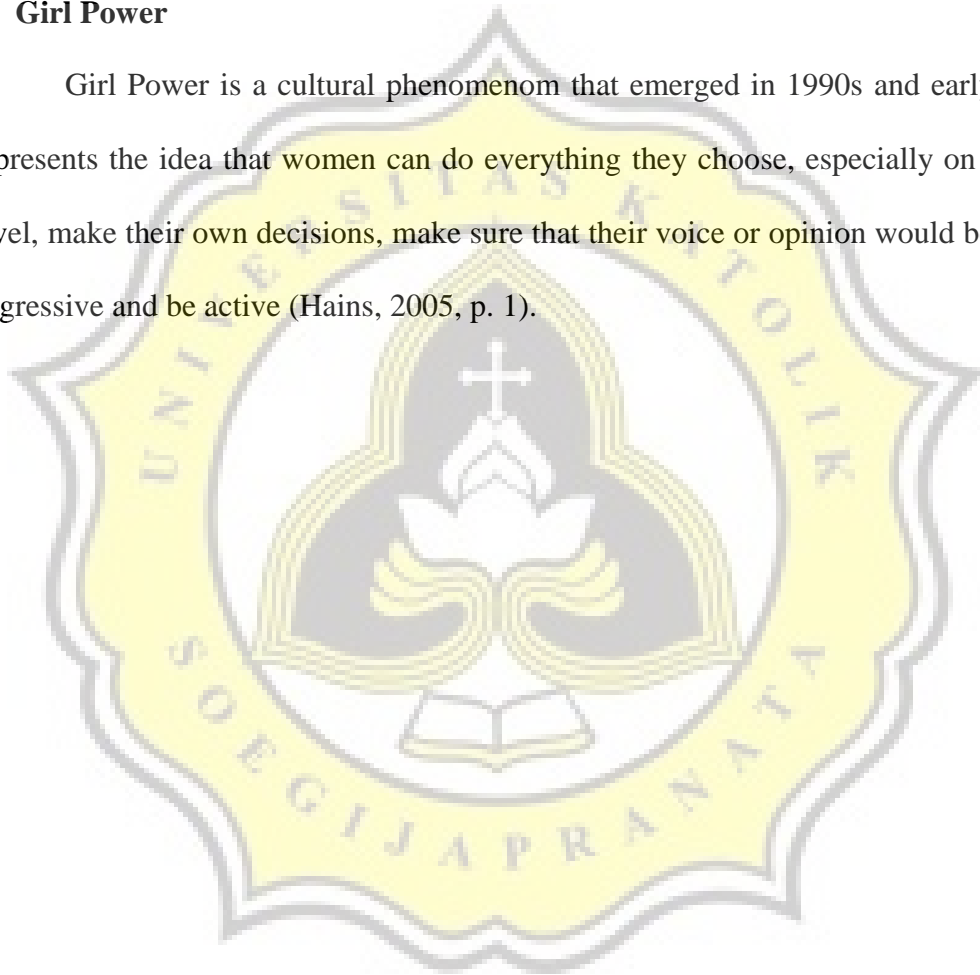 Girl Power
Girl Power is a cultural phenomenom that emerged in 1990s and earl
presents the idea that women can do everything they choose, especially on
vel, make their own decisions, make sure that their voice or opinion would b
gressive and be active (Hains, 2005, p. 1).
UNIVERSITAS KATOLIK
SOEGIJAPRANATA